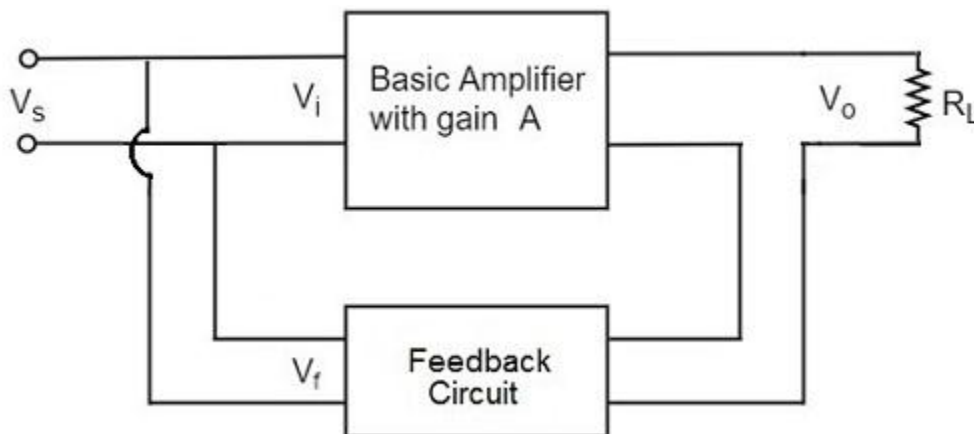 Basic Amplifier
with gain A
Vs
Vi
Vo
RL
Vf
Feedback
Circuit